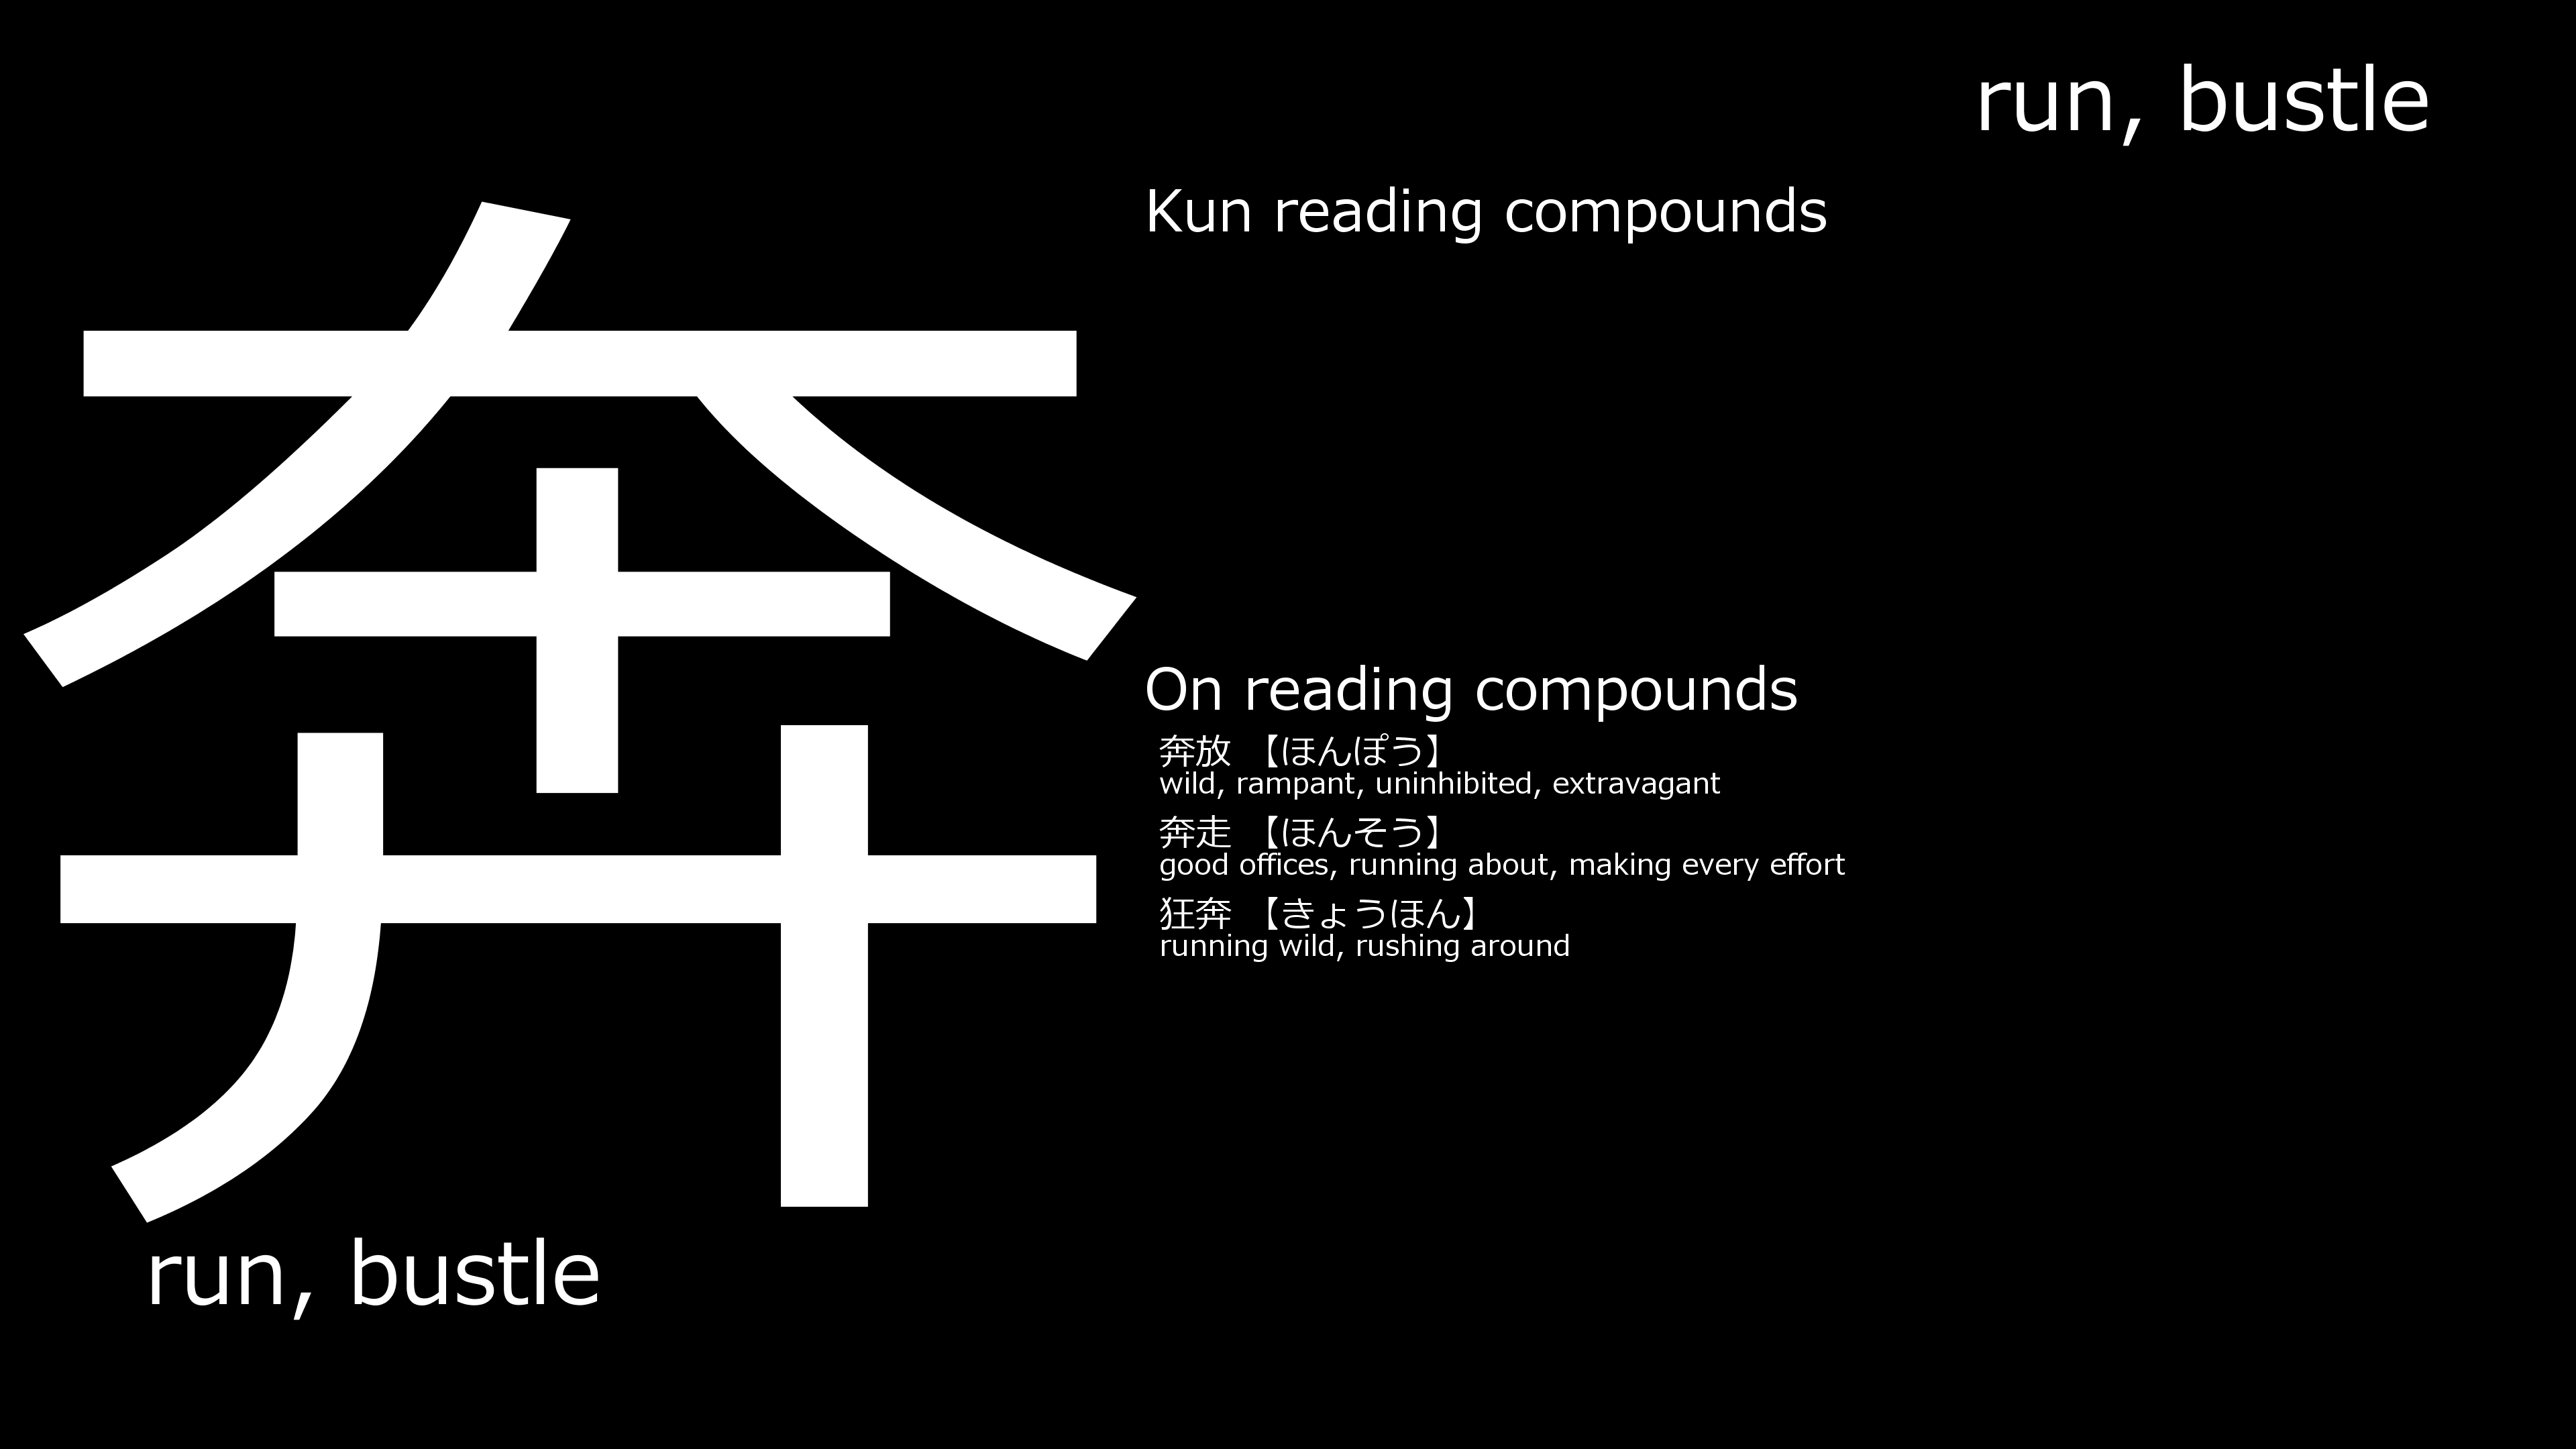 run, bustle
奔
Kun reading compounds
On reading compounds
奔放 【ほんぽう】
wild, rampant, uninhibited, extravagant
奔走 【ほんそう】
good offices, running about, making every effort
狂奔 【きょうほん】
running wild, rushing around
run, bustle